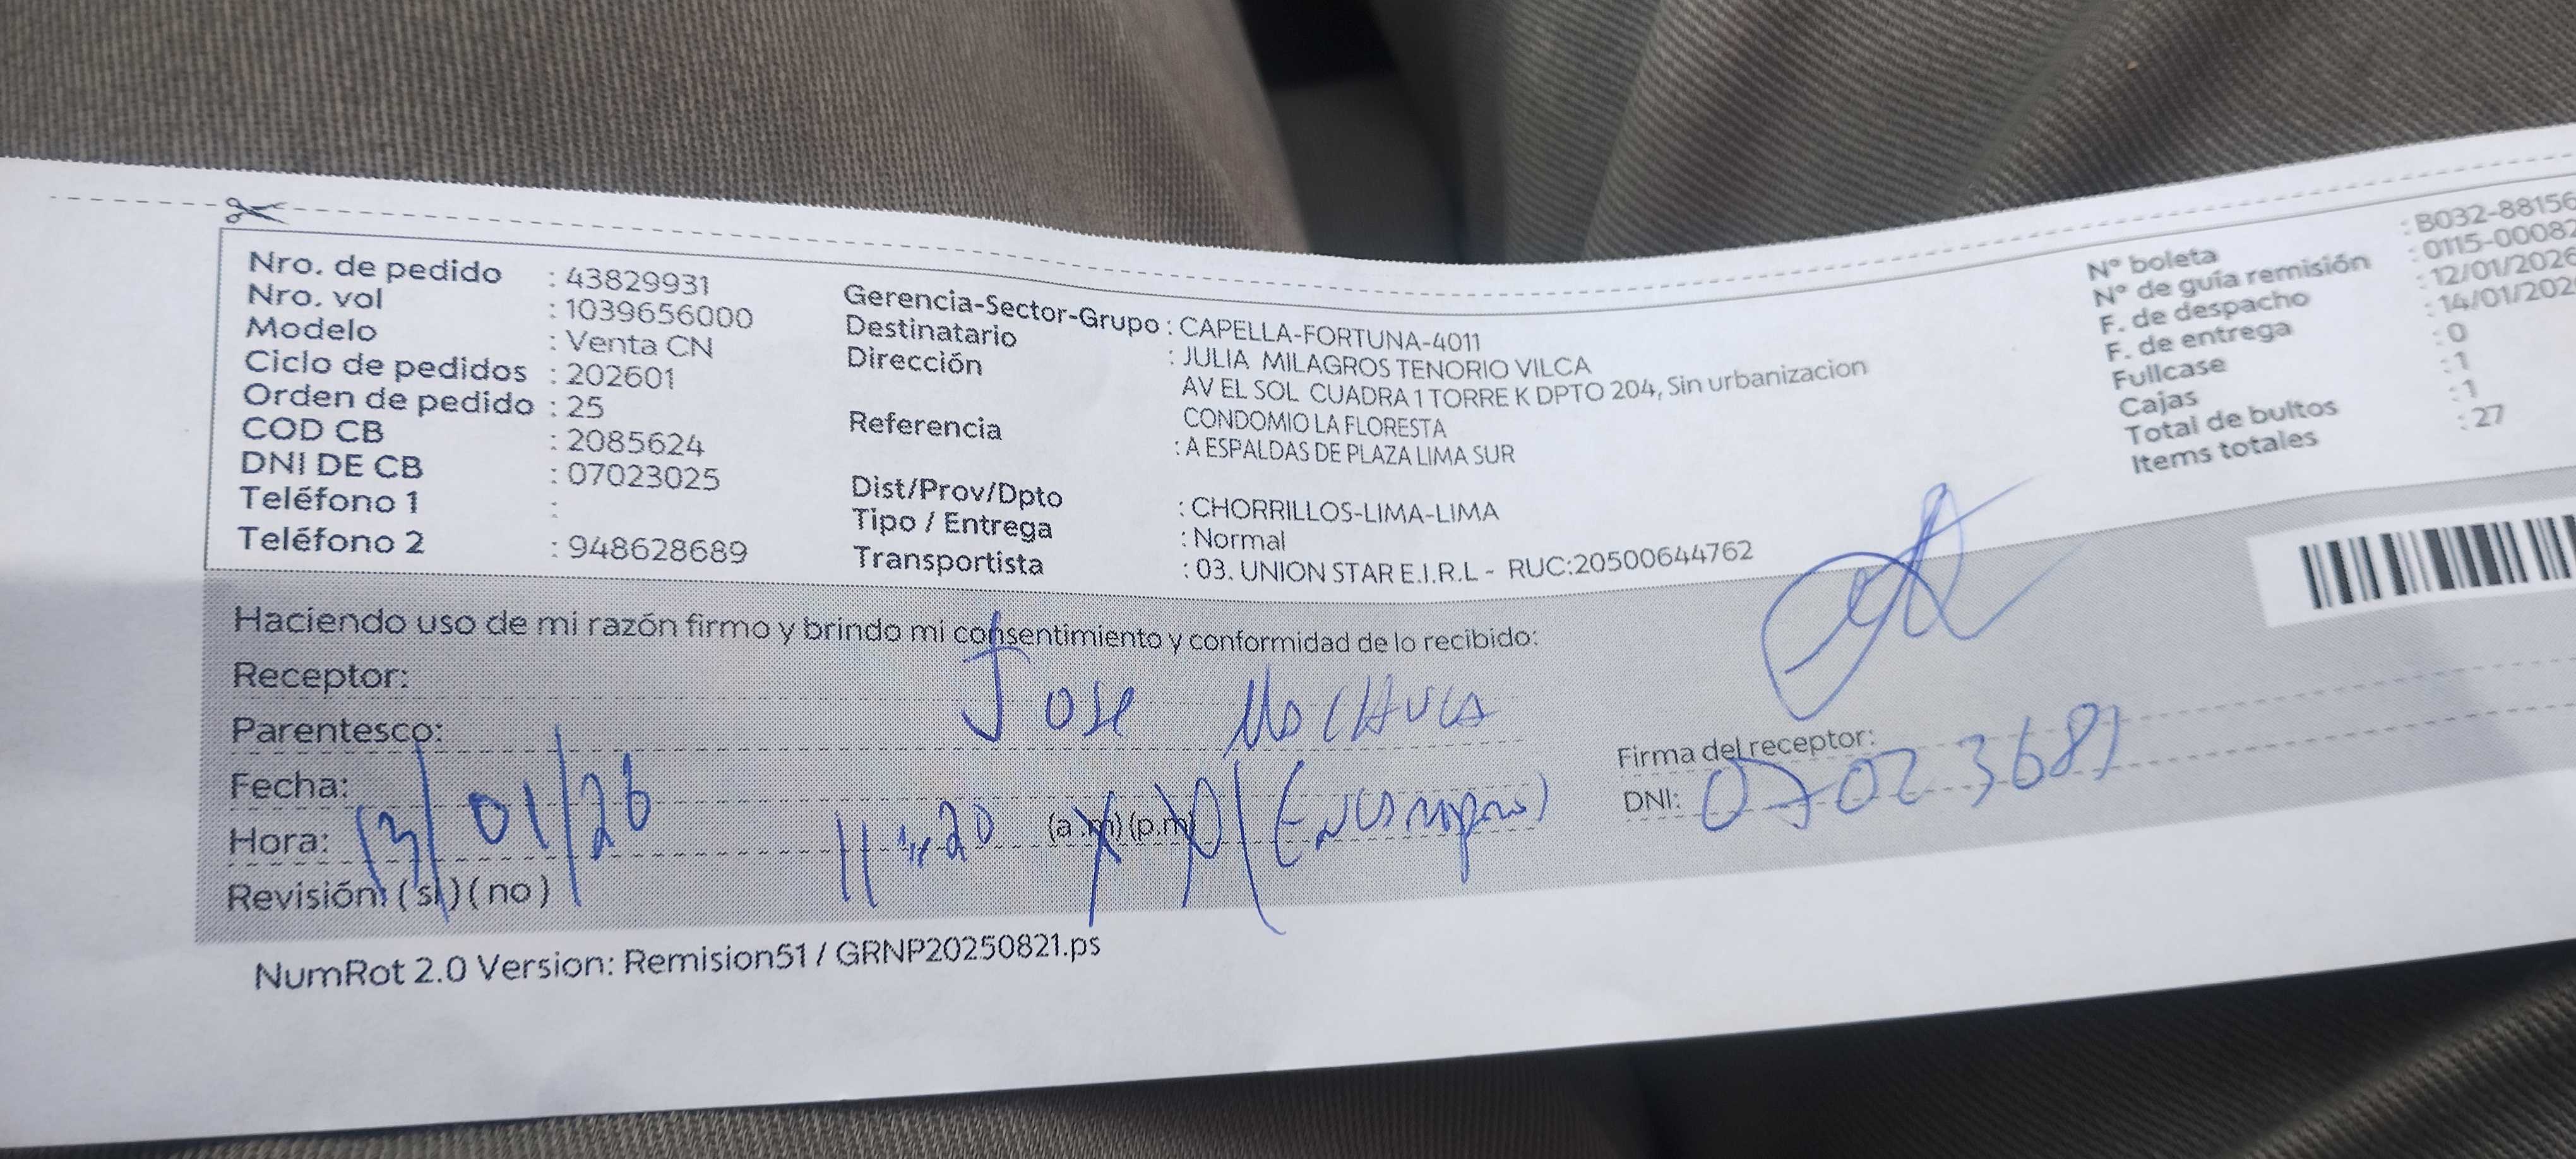 Nro. de pedido : 43829931
Nro. vol : 1039656000
Modelo : Venta CN
Ciclo de pedidos : 202601
Orden de pedido : 25
COD CB : 2085624
DNI DE CB : 07023025
Teléfono 1 :
Teléfono 2 : 948628689
Gerencia-Sector-Grupo : CAPELLA-FORTUNA-4011
Destinatario : JULIA MILAGROS TENORIO VILCA
Dirección AV EL SOL CUADRA 1 TORRE K DPTO 204, Sin urbanizacion
CONDOMIO LA FLORESTA
Referencia : A ESPALDAS DE PLAZA LIMA SUR
Dist/Prov/Dpto : CHORRILLOS-LIMA-LIMA
Tipo / Entrega : Normal
Transportista : 03. UNION STAR E.I.R.L - RUC:20500644762
N° boleta : B032-88156
N° de guía remisión : 0115-00082
F. de despacho : 12/01/2026
F. de entrega : 14/01/202
Fullcase : 0
Cajas : 1
Total de bultos : 1
Items totales : 27
Haciendo uso de mi razón firmo y brindo mi consentimiento y conformidad de lo recibido:
Receptor: Jose
Parentesco:
Fecha: 13/01/26
Hora: 11:20 (a.m) (p.m)
Revisión: (si) (no)
Firma del receptor:
DNI:
NumRot 2.0 Version: Remision51 / GRNP20250821.ps